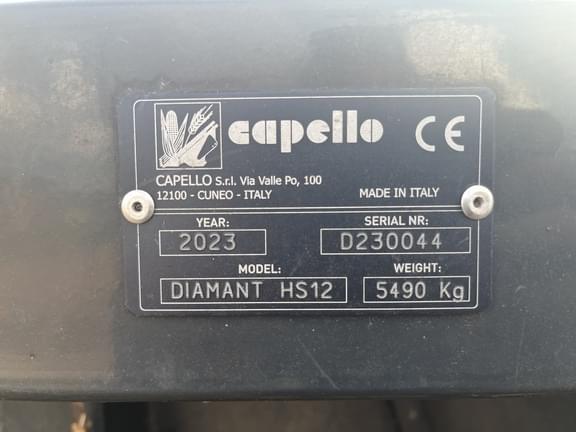 capello CE
CAPELLO S.r.l. Via Valle Po, 100
12100 - CUNEO - ITALY MADE IN ITALY
YEAR: SERIAL NR:
2023 D230044
MODEL: WEIGHT:
DIAMANT HS12 5490 Kg